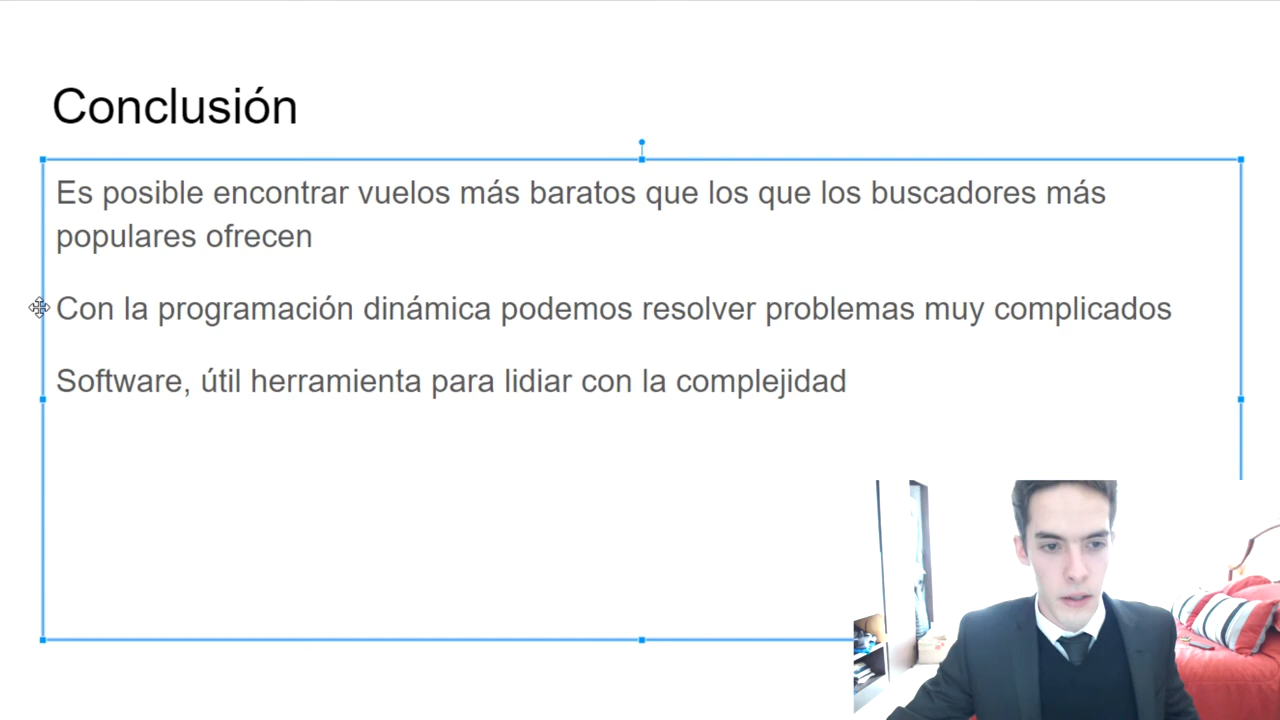 Conclusión
Es posible encontrar vuelos más baratos que los que los buscadores más
populares ofrecen
Con la programación dinámica podemos resolver problemas muy complicados
Software, útil herramienta para lidiar con la complejidad